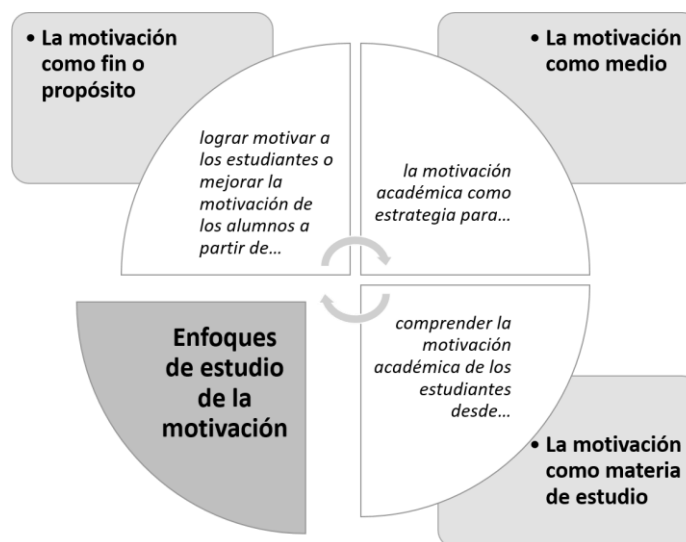 • La motivación
como fin o
propósito
lograr motivar a
los estudiantes o
mejorar la
motivación de
los alumnos a
partir de...
• La motivación
como medio
la motivación
académica como
estrategia para...
Enfoques
de estudio
de la
motivación
comprender la
motivación
académica de los
estudiantes
desde...
• La motivación
como materia
de estudio